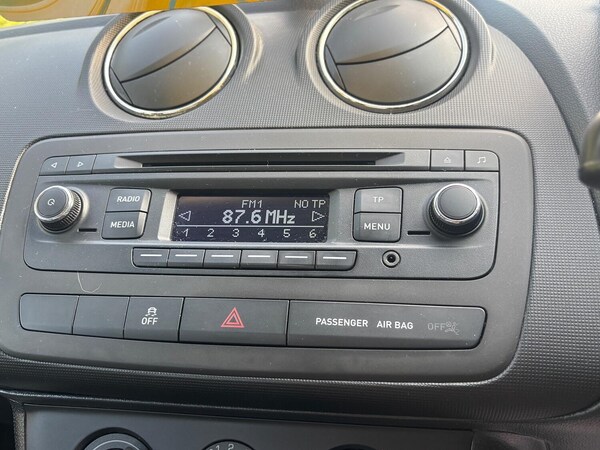 FM1 NO TP
RADIO 87.6 MHz TP
MEDIA 1 2 3 4 5 6 MENU
OFF PASSENGER AIR BAG OFF
1